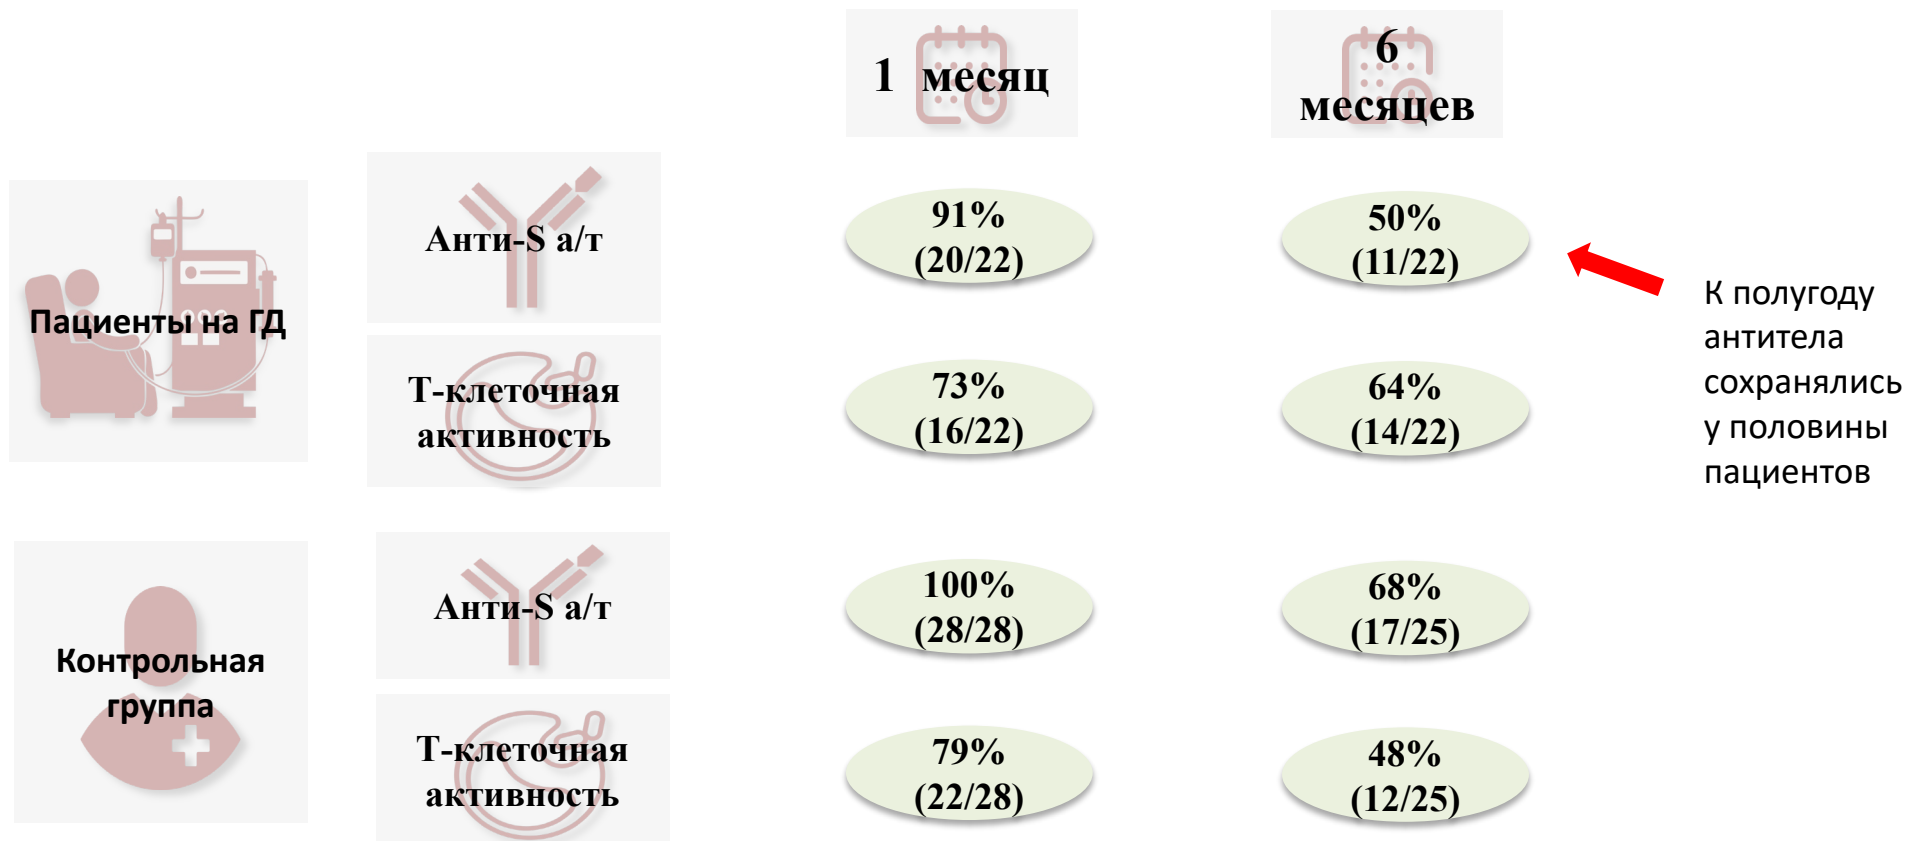 1 месяц
6
месяцев
Пациенты на ГД
Анти-S а/т
91%
(20/22)
50%
(11/22)
Т-клеточная
активность
73%
(16/22)
64%
(14/22)
К полугоду
антитела
сохранялись
у половины
пациентов
Контрольная
группа
Анти-S а/т
100%
(28/28)
68%
(17/25)
Т-клеточная
активность
79%
(22/28)
48%
(12/25)